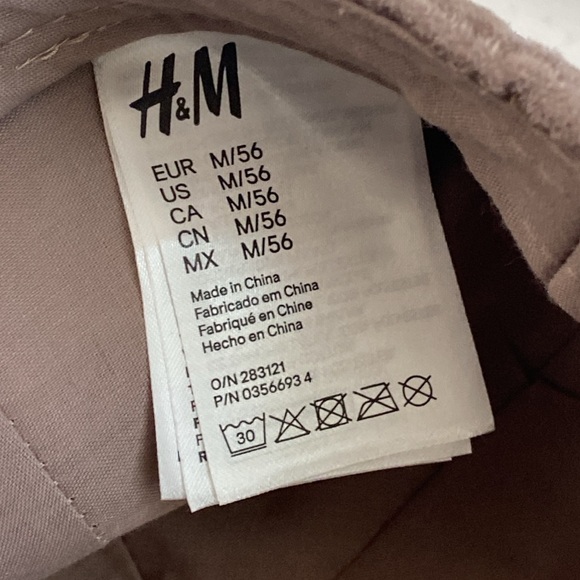 H&M
EUR M/56
US M/56
CA M/56
CN M/56
MX M/56
Made in China
Fabricado em China
Fabriqué en Chine
Hecho en China
O/N 283121
P/N 0356693 4
30